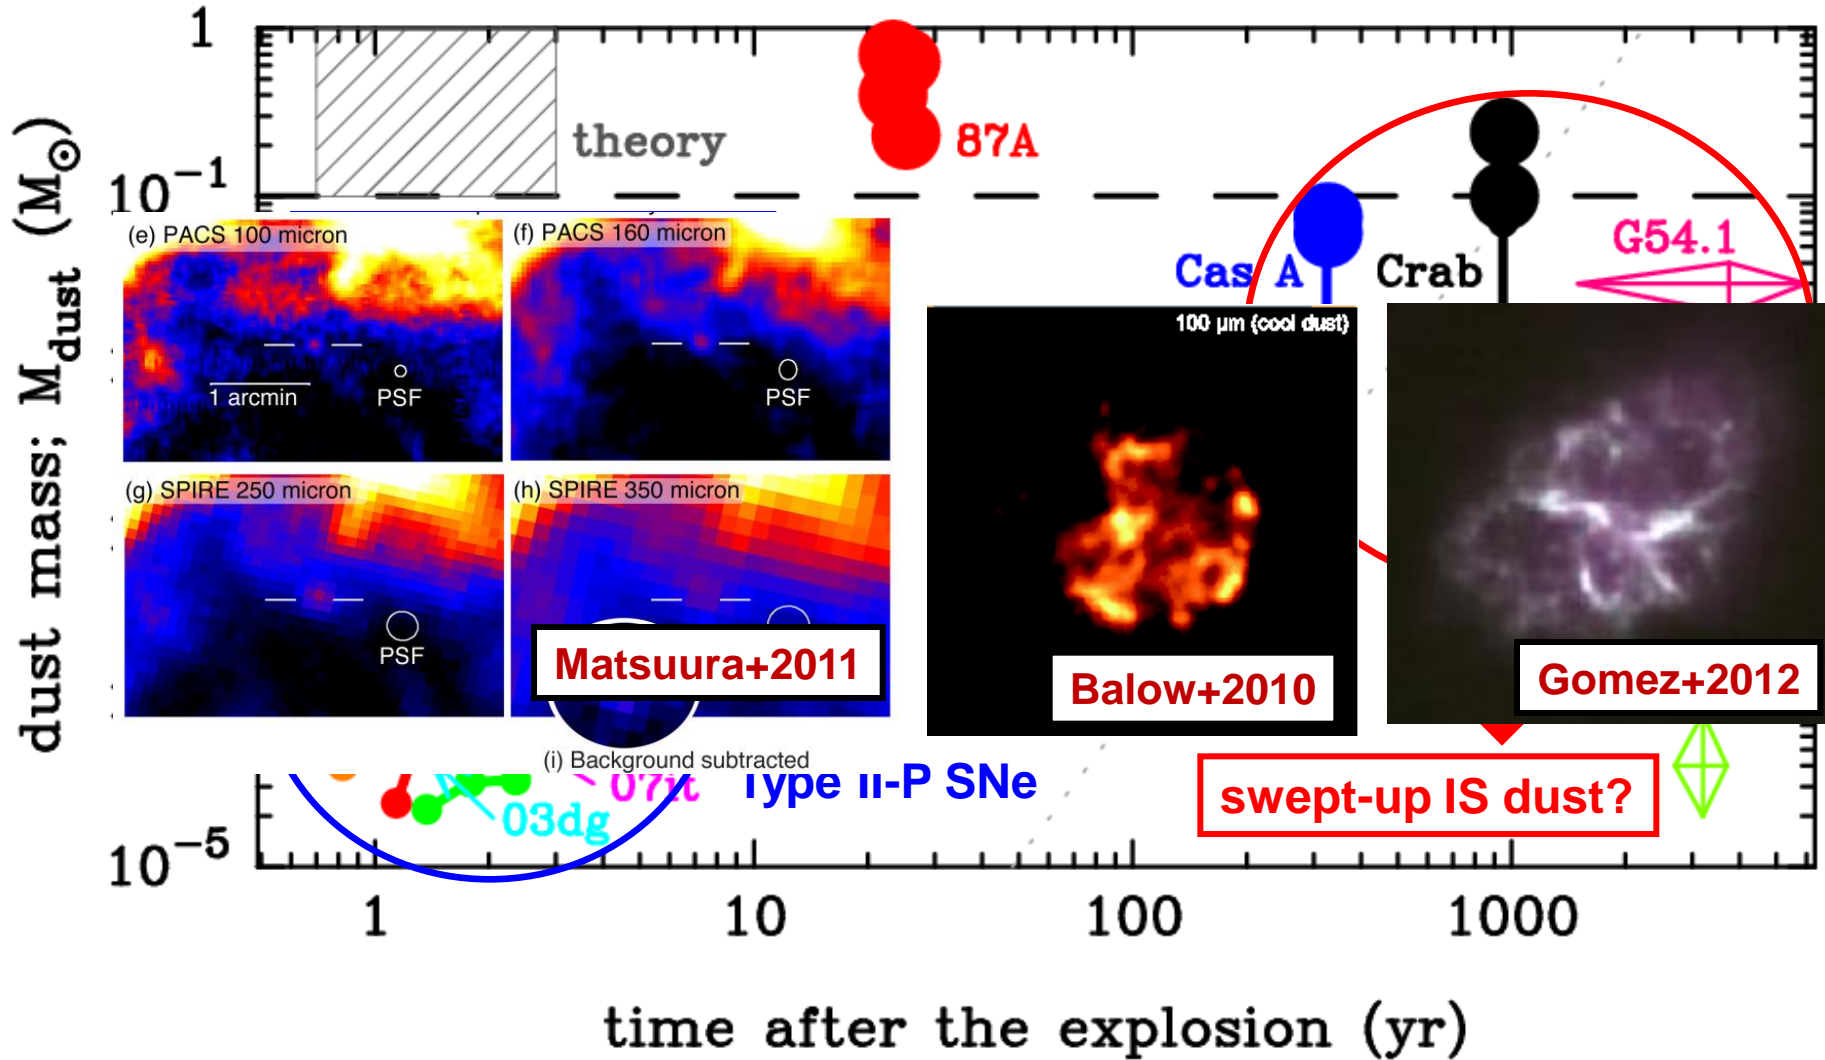 1
10−1
10−5
dust mass; Mdust (M⊙)
theory
87A
Cas A
Crab
G54.1
(e) PACS 100 micron
1 arcmin
PSF
(f) PACS 160 micron
PSF
(g) SPIRE 250 micron
PSF
(h) SPIRE 350 micron
Matsuura+2011
(i) Background subtracted
100 µm (cool dust)
Balow+2010
Gomez+2012
07it
03dg
Type II-P SNe
swept-up IS dust?
1
10
100
1000
time after the explosion (yr)